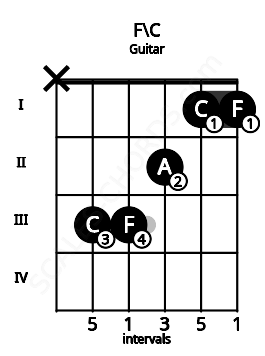 F\C
Guitar
I
C F
1 1
II
A
2
III
C F
3 4
IV
5 1 3 5 1
intervals